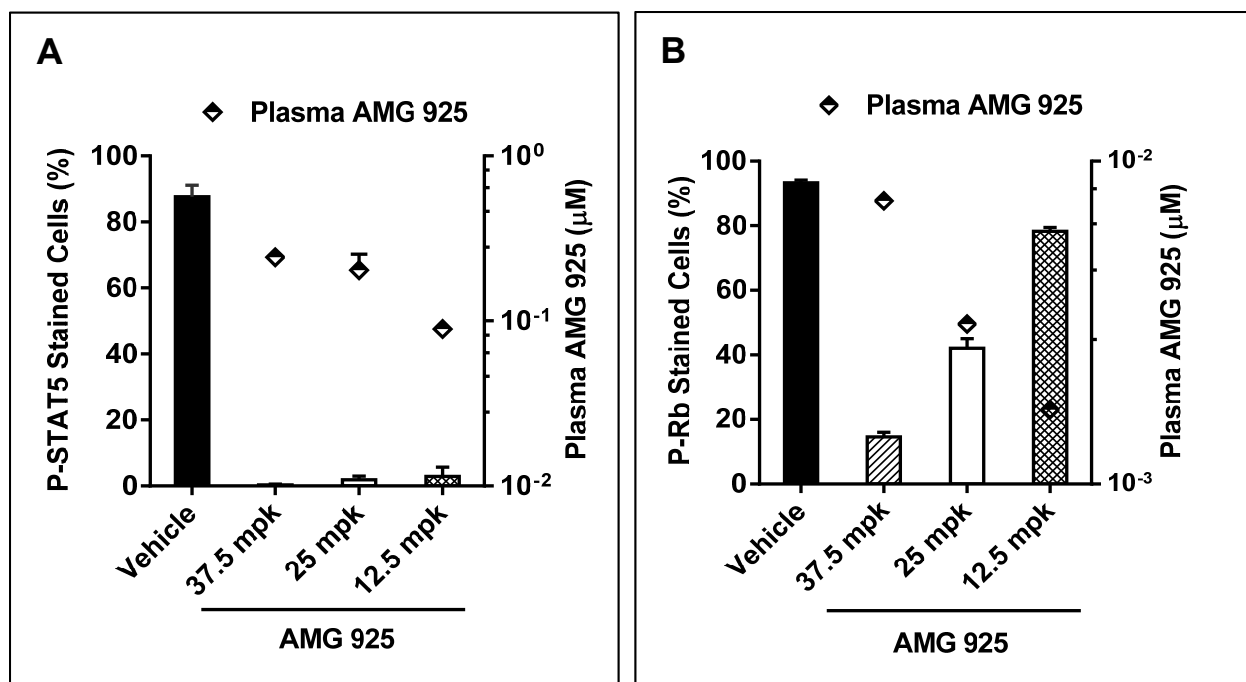 A
Plasma AMG 925
P-STAT5 Stained Cells (%)
100
80
60
40
20
0
10⁰
10⁻¹
10⁻²
Plasma AMG 925 (μM)
Vehicle
37.5 mpk
25 mpk
12.5 mpk
AMG 925
B
Plasma AMG 925
P-Rb Stained Cells (%)
100
80
60
40
20
0
10⁻²
10⁻³
Plasma AMG 925 (μM)
Vehicle
37.5 mpk
25 mpk
12.5 mpk
AMG 925